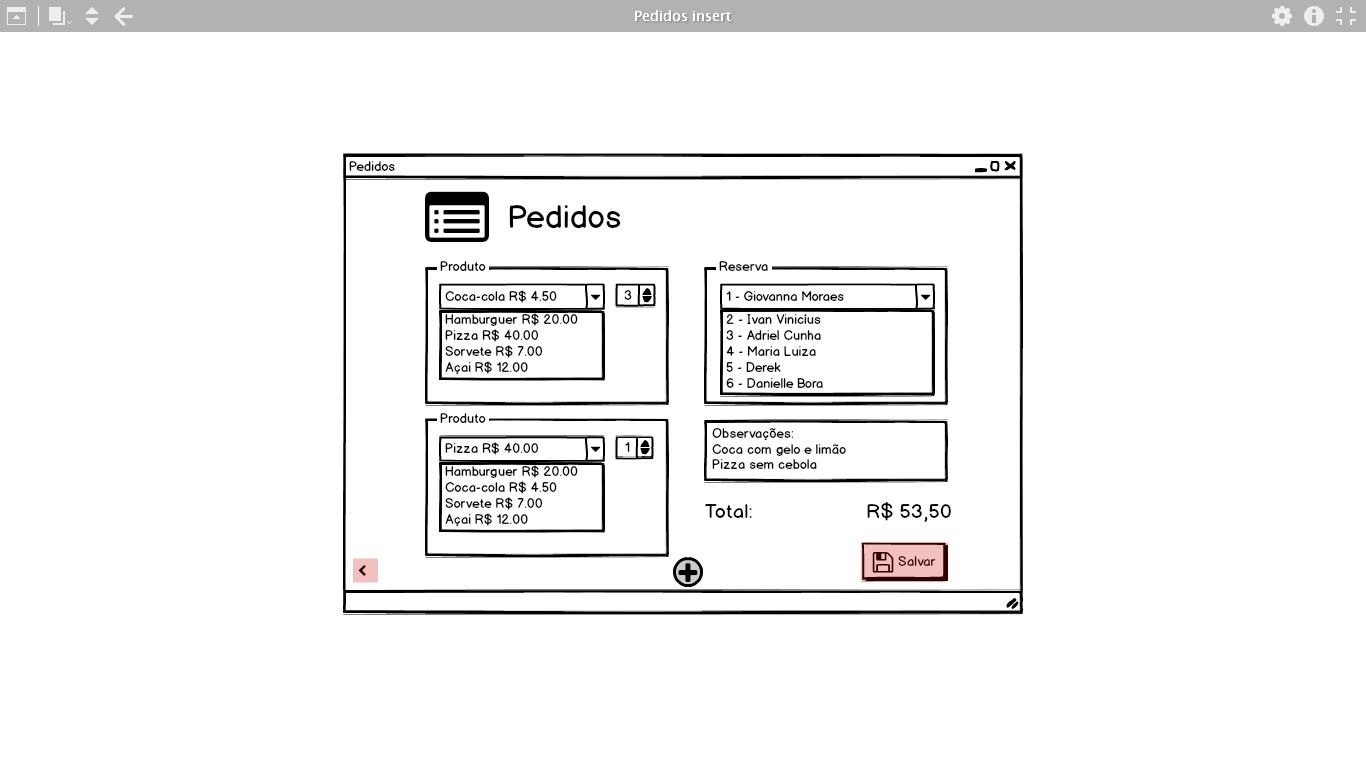 Pedidos insert
Pedidos
Pedidos
Produto
Coca-cola R$ 4.50
3
Hamburguer R$ 20.00
Pizza R$ 40.00
Sorvete R$ 7.00
Açai R$ 12.00
Reserva
1 - Giovanna Moraes
2 - Ivan Vinicíus
3 - Adriel Cunha
4 - Maria Luiza
5 - Derek
6 - Danielle Bora
Produto
Pizza R$ 40.00
1
Hamburguer R$ 20.00
Coca-cola R$ 4.50
Sorvete R$ 7.00
Açai R$ 12.00
Observações:
Coca com gelo e limão
Pizza sem cebola
Total: R$ 53,50
Salvar